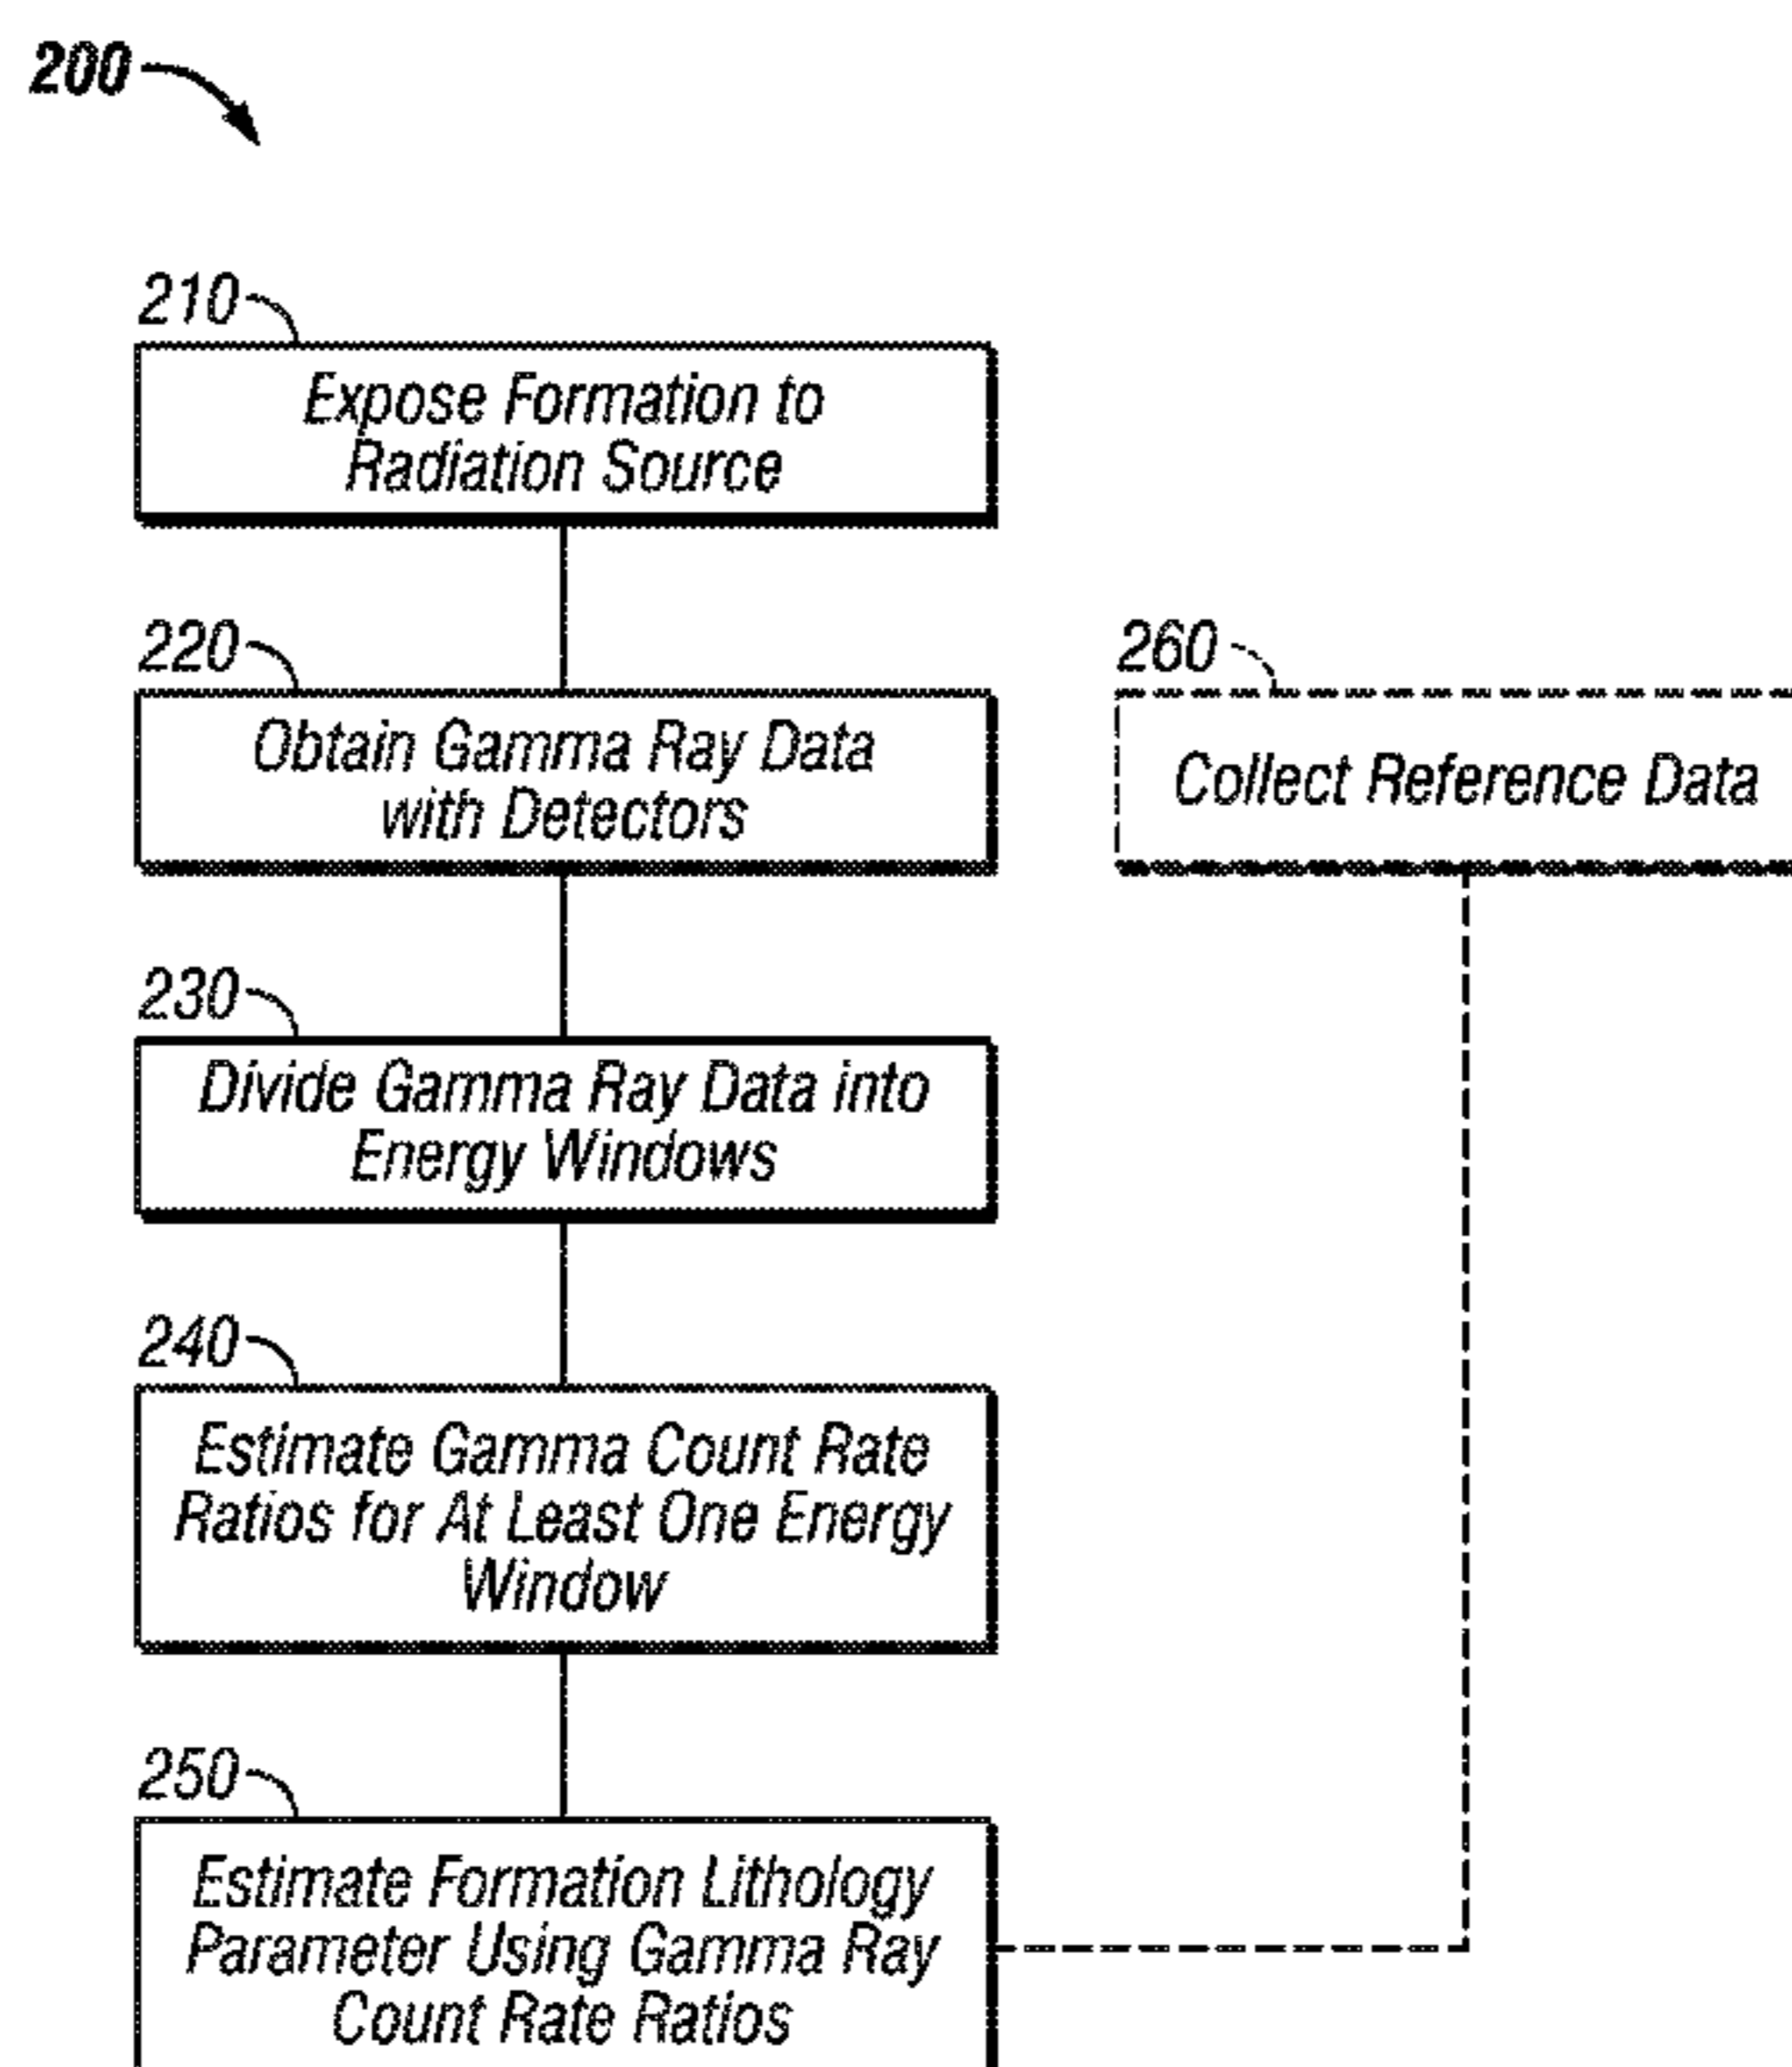 200
210
Expose Formation to
Radiation Source
220
Obtain Gamma Ray Data
with Detectors
260
Collect Reference Data
230
Divide Gamma Ray Data into
Energy Windows
240
Estimate Gamma Count Rate
Ratios for At Least One Energy
Window
250
Estimate Formation Lithology
Parameter Using Gamma Ray
Count Rate Ratios